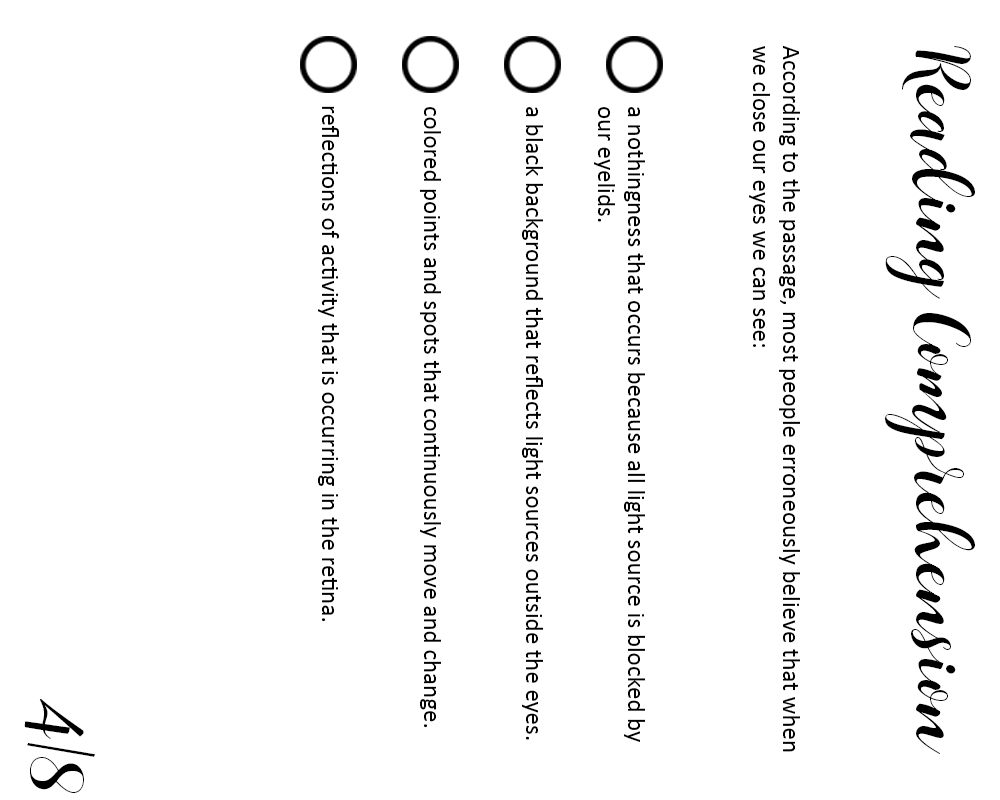 Reading Comprehension
According to the passage, most people erroneously believe that when
we close our eyes we can see:
a nothingness that occurs because all light source is blocked by
our eyelids.
a black background that reflects light sources outside the eyes.
colored points and spots that continuously move and change.
reflections of activity that is occurring in the retina.
4/8